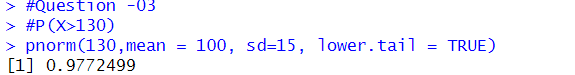 > #Question -03
> #P(X>130)
> pnorm(130,mean = 100, sd=15, lower.tail = TRUE)
[1] 0.9772499